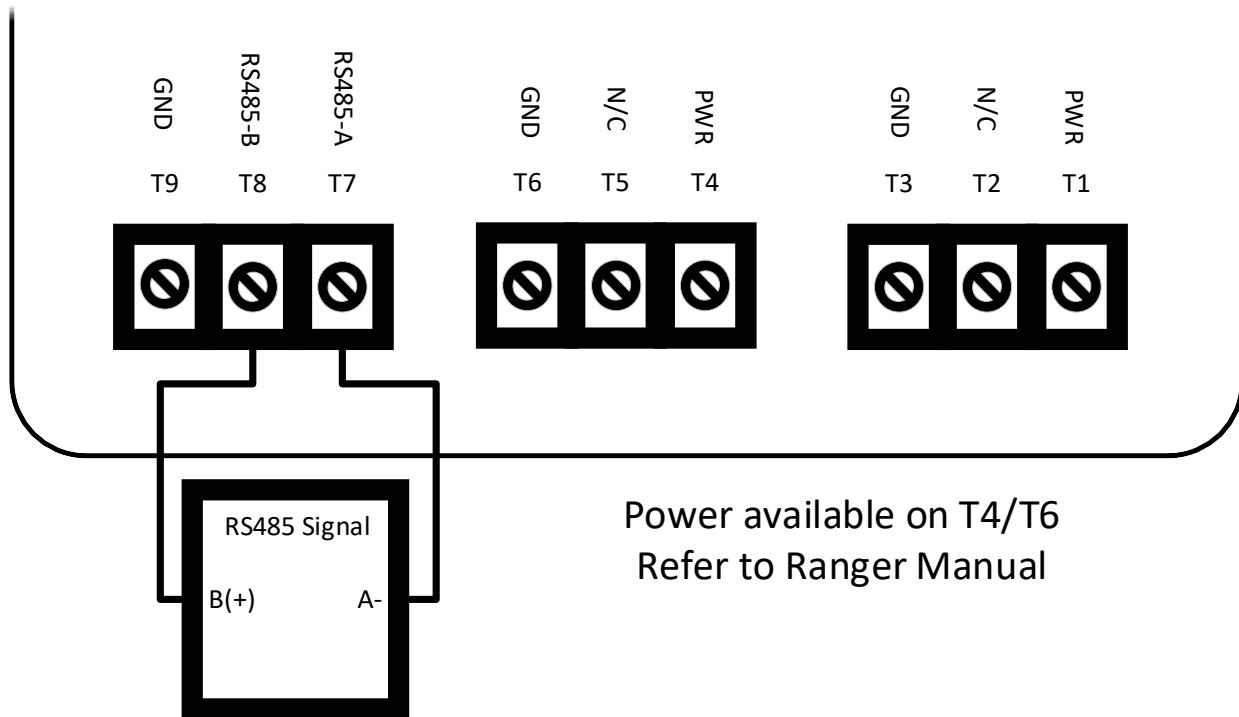 GND RS485-B RS485-A GND N/C PWR GND N/C PWR
T9 T8 T7 T6 T5 T4 T3 T2 T1
RS485 Signal
B(+) A-
Power available on T4/T6
Refer to Ranger Manual